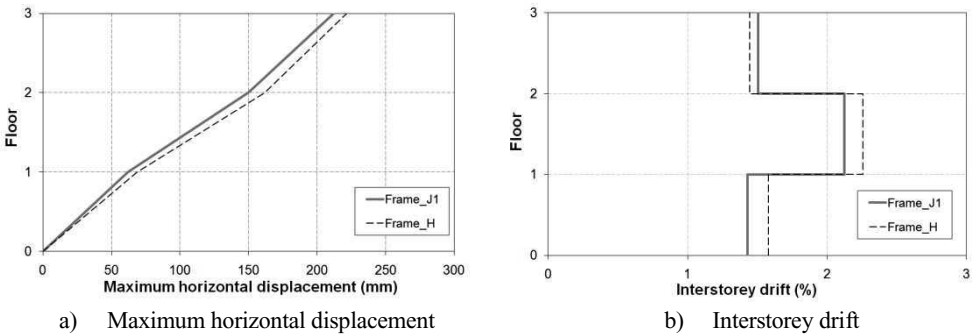 3
2
1
0
Floor
0 50 100 150 200 250 300
Maximum horizontal displacement (mm)
Frame_J1
Frame_H
a) Maximum horizontal displacement
3
2
1
0
Floor
0 1 2 3
Interstorey drift (%)
Frame_J1
Frame_H
b) Interstorey drift